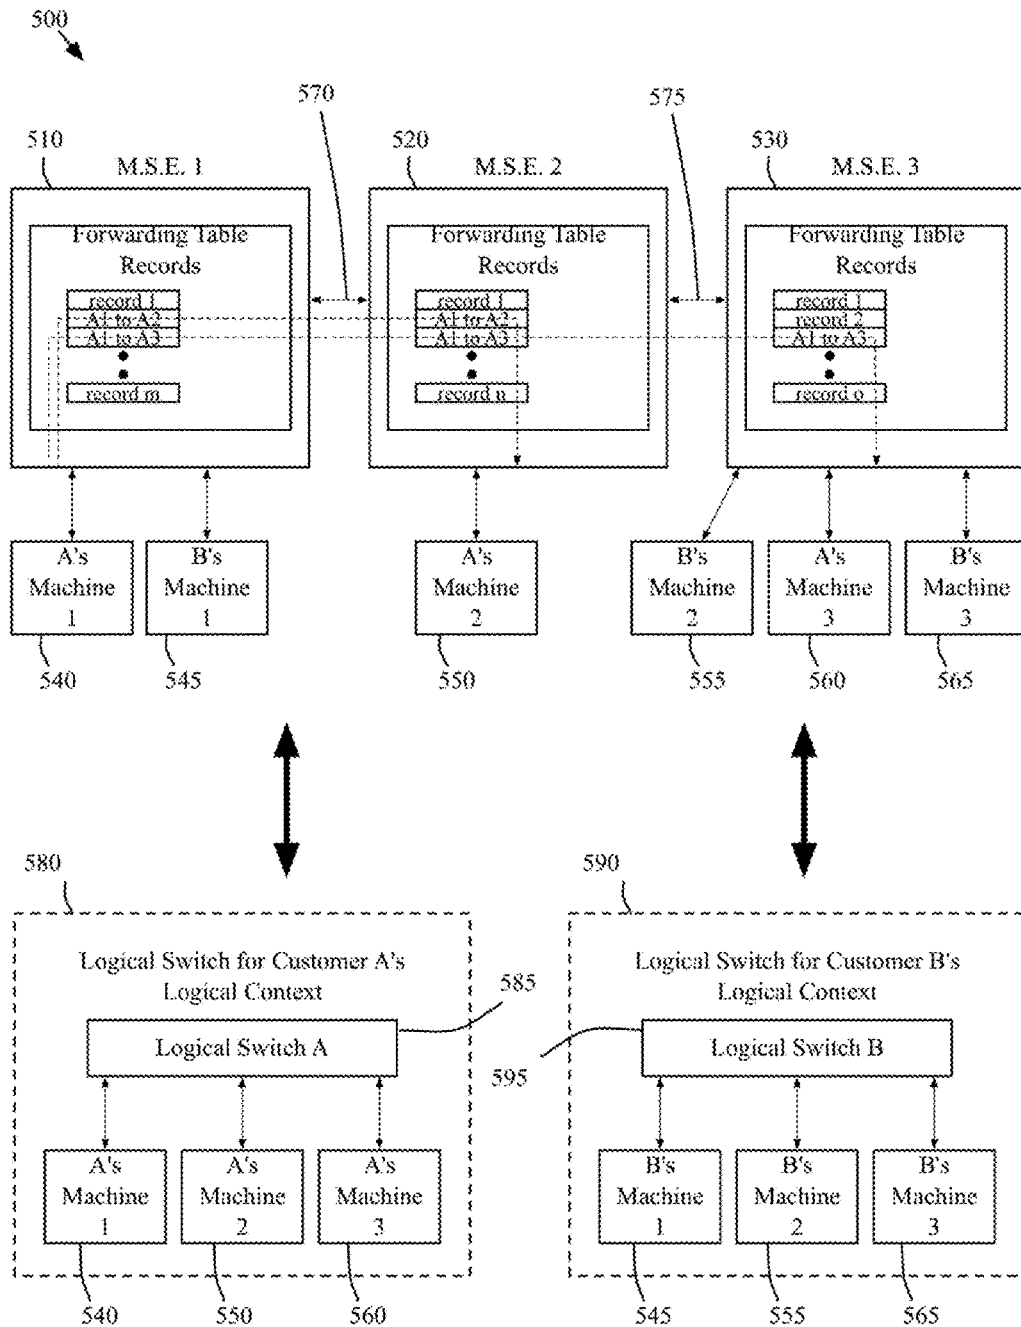 500
570
575
510
520
530
M.S.E. 1
M.S.E. 2
M.S.E. 3
Forwarding Table
Records
record 1
A1 to A2
A1 to A3
record m
Forwarding Table
Records
record 1
A1 to A2
A1 to A3
record n
Forwarding Table
Records
record 1
record 2
A1 to A3
record o
A's
Machine
1
B's
Machine
1
A's
Machine
2
B's
Machine
2
A's
Machine
3
B's
Machine
3
540
545
550
555
560
565
580
590
Logical Switch for Customer A's
Logical Context
585
Logical Switch A
A's
Machine
1
A's
Machine
2
A's
Machine
3
540
550
560
Logical Switch for Customer B's
Logical Context
595
Logical Switch B
B's
Machine
1
B's
Machine
2
B's
Machine
3
545
555
565